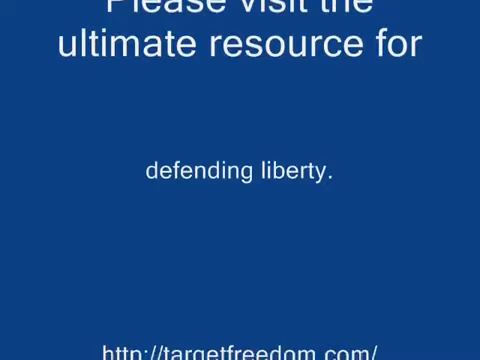 Please visit the
ultimate resource for
defending liberty.
http://targetfreedom.com/